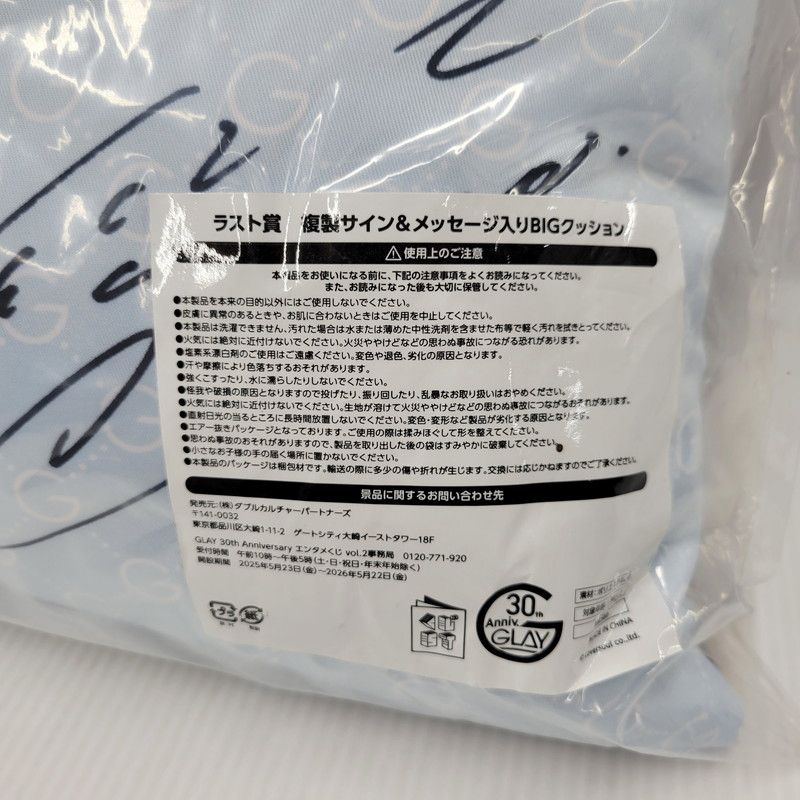 ラスト賞 複製サイン&メッセージ入りBIGクッション
使用上のご注意
本製品をお使いになる前に、下記の注意事項をよくお読みになってください。
また、お読みになった後も大切に保管してください。
●本製品を本来の目的以外にはご使用しないでください。
●皮膚に異常のあるときや、お肌に合わないときはご使用を中止してください。
●本製品は洗濯できません、汚れた場合は水または薄めた中性洗剤を含ませた布等で軽く汚れを拭きとってください。
●火気には絶対に近付けないでください。火災ややけどなどの思わぬ事故につながる恐れがあります。
●塩素系漂白剤のご使用はご遠慮ください。変色や退色、劣化の原因となります。
●汗や摩擦により色落ちするおそれがあります。
●強くこすったり、水に濡らしたりしないでください。
●怪我や破損の原因となりますので投げたり、振り回したり、乱暴なお取り扱いはおやめください。
●火気には絶対に近付けないでください。生地が溶けて火災ややけどなどの思わぬ事故につながるおそれがあります。
●直射日光の当るところに長時間放置しないでください。変色・変形など製品が劣化する原因となります。
●エアー抜きパッケージとなっております。ご使用の際は揉みほぐして形を整えてください。
●思わぬ事故のおそれがありますので、製品を取り出した後の袋はすみやかに破棄してください。
●小さなお子様の手の届く場所に置かないでください。
●本製品のパッケージは梱包材です。輸送の際に多少の傷や折れが生じます。交換には応じかねますのでご了承ください。
景品に関するお問い合わせ先
発売元:(株)ダブルカルチャーパートナーズ
〒141-0032
東京都品川区大崎1-11-2 ゲートシティ大崎イーストタワー18F
GLAY 30th Anniversary エンタメくじ vol.2事務局 0120-771-920
受付時間 午前10時~午後5時(土・日・祝日・年末年始除く)
開設期間 2025年5月23日(金)~2026年5月22日(金)
30th
Anniv.
GLAY
MADE IN CHINA
©loversoul co.,ltd.